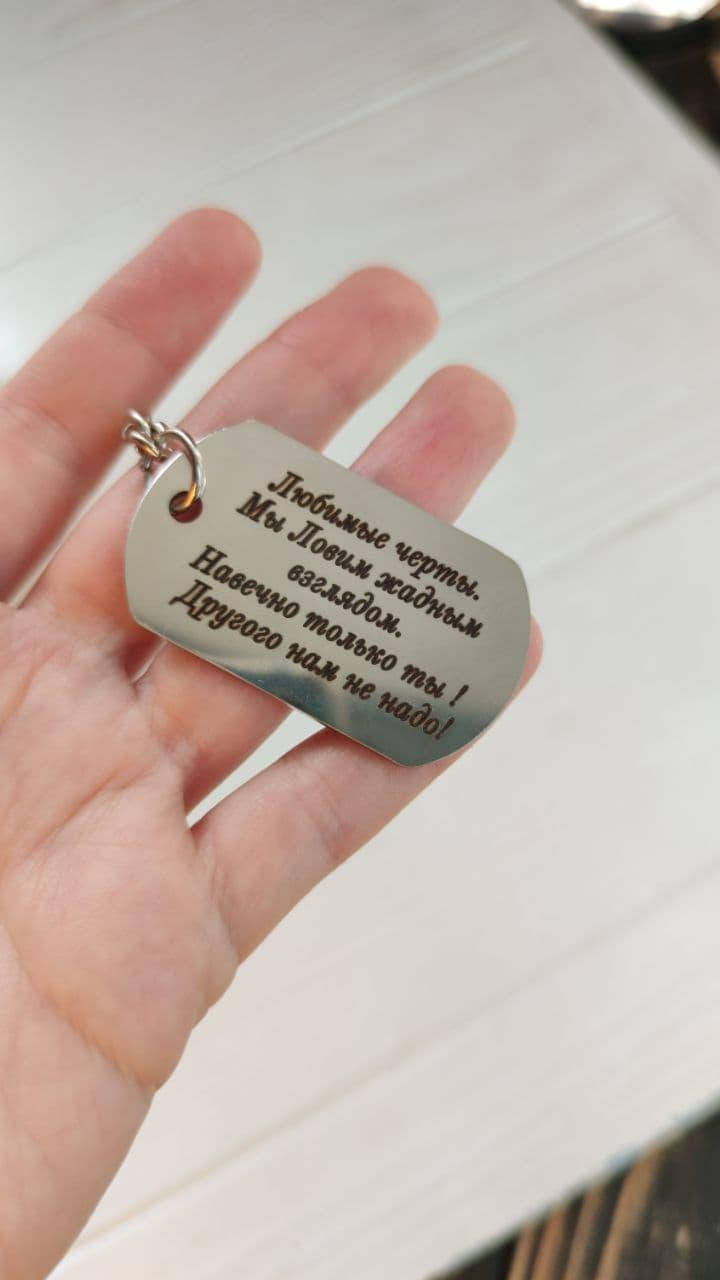 Любимые черты.
Мы Ловим жадным
взглядом.
Навечно только ты !
Другого нам не надо!